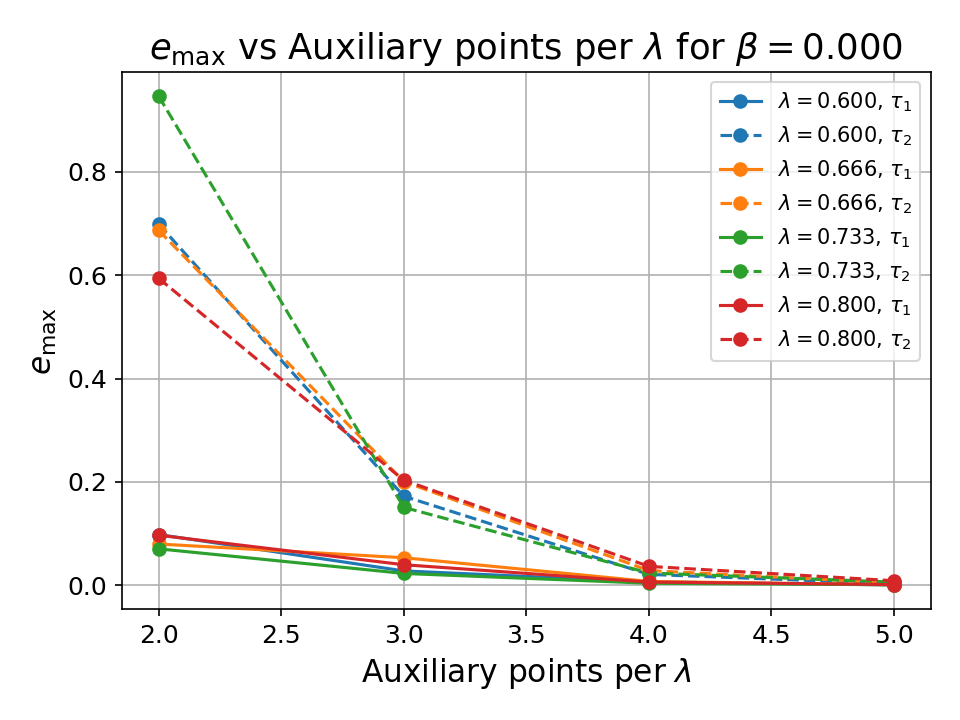 e_max vs Auxiliary points per λ for β = 0.000
e_max
0.8
0.6
0.4
0.2
0.0
2.0 2.5 3.0 3.5 4.0 4.5 5.0
Auxiliary points per λ
λ = 0.600, τ₁
λ = 0.600, τ₂
λ = 0.666, τ₁
λ = 0.666, τ₂
λ = 0.733, τ₁
λ = 0.733, τ₂
λ = 0.800, τ₁
λ = 0.800, τ₂